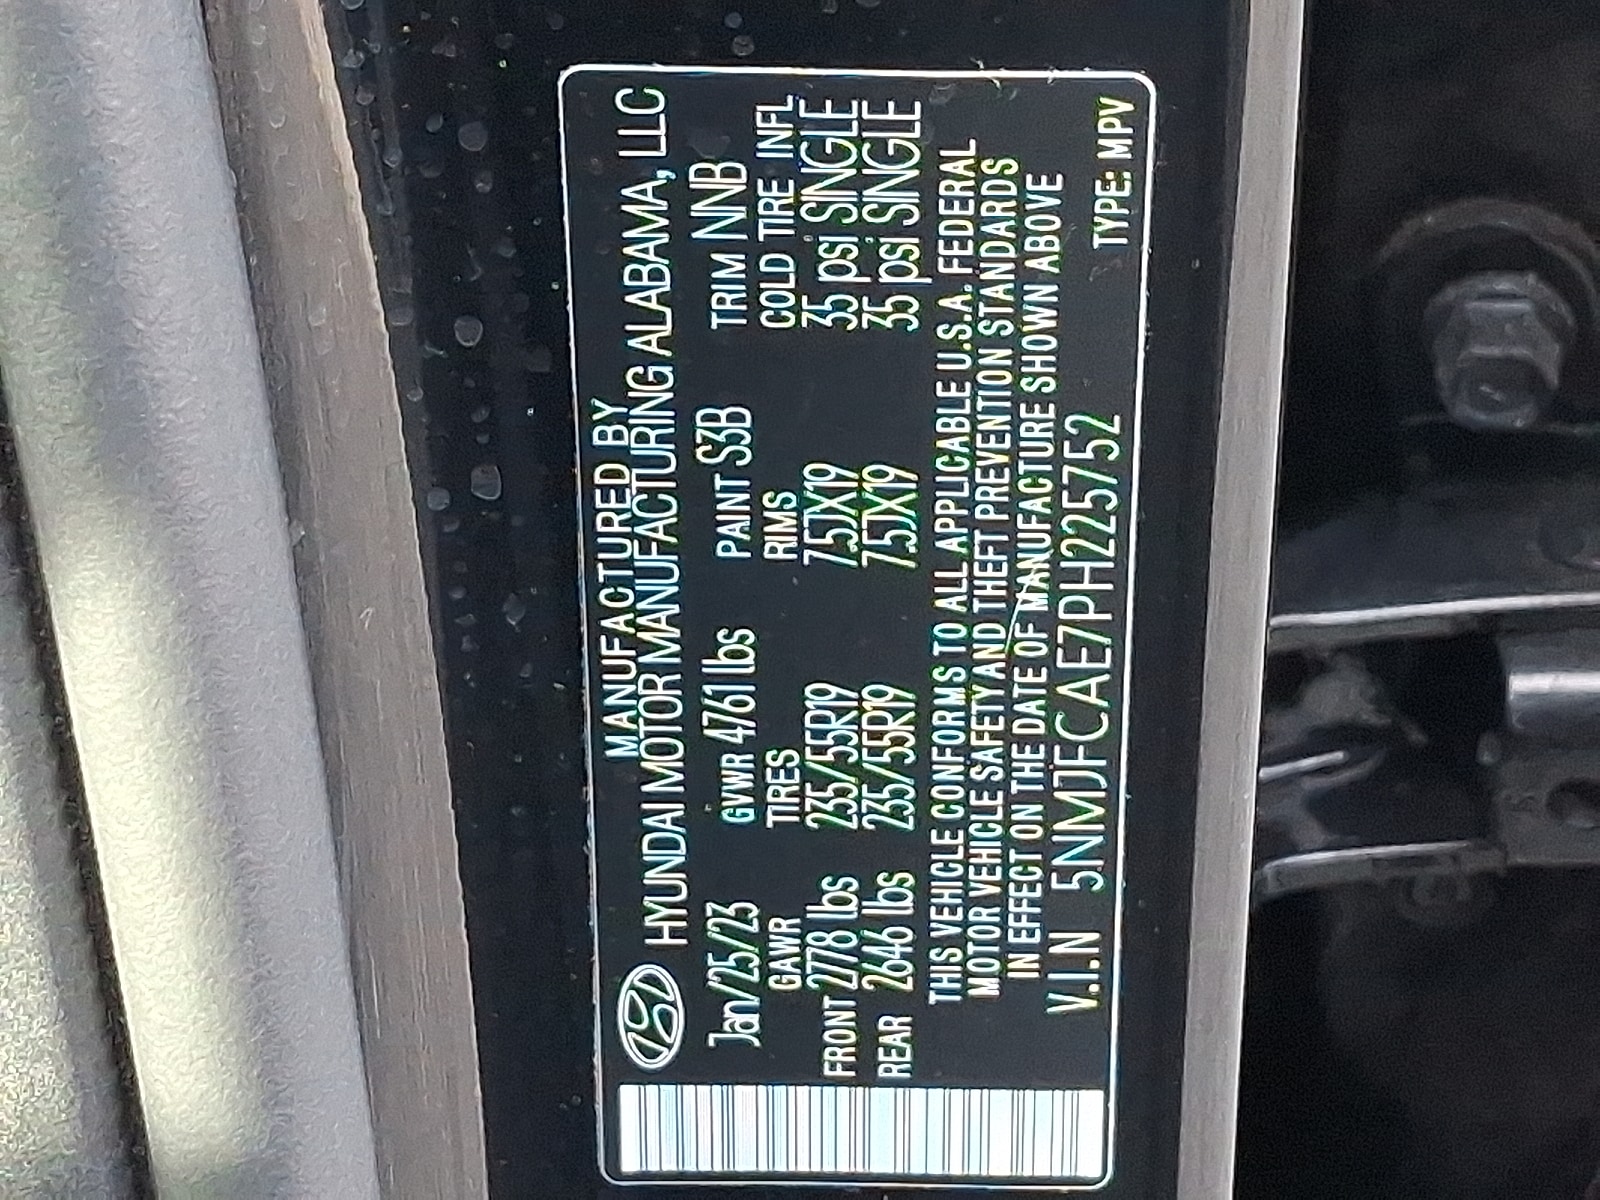 MANUFACTURED BY
HYUNDAI MOTOR MANUFACTURING ALABAMA, LLC
Jan/25/23 GVWR 4761 lbs PAINT S3B TRIM NNB
GAWR TIRES RIMS COLD TIRE INFL
FRONT 2778 lbs 235/55R19 7.5JX19 35 psi SINGLE
REAR 2646 lbs 235/55R19 7.5JX19 35 psi SINGLE
THIS VEHICLE CONFORMS TO ALL APPLICABLE U.S.A. FEDERAL
MOTOR VEHICLE SAFETY AND THEFT PREVENTION STANDARDS
IN EFFECT ON THE DATE OF MANUFACTURE SHOWN ABOVE
V.I.N 5NMJFCAE7PH225752 TYPE: MPV